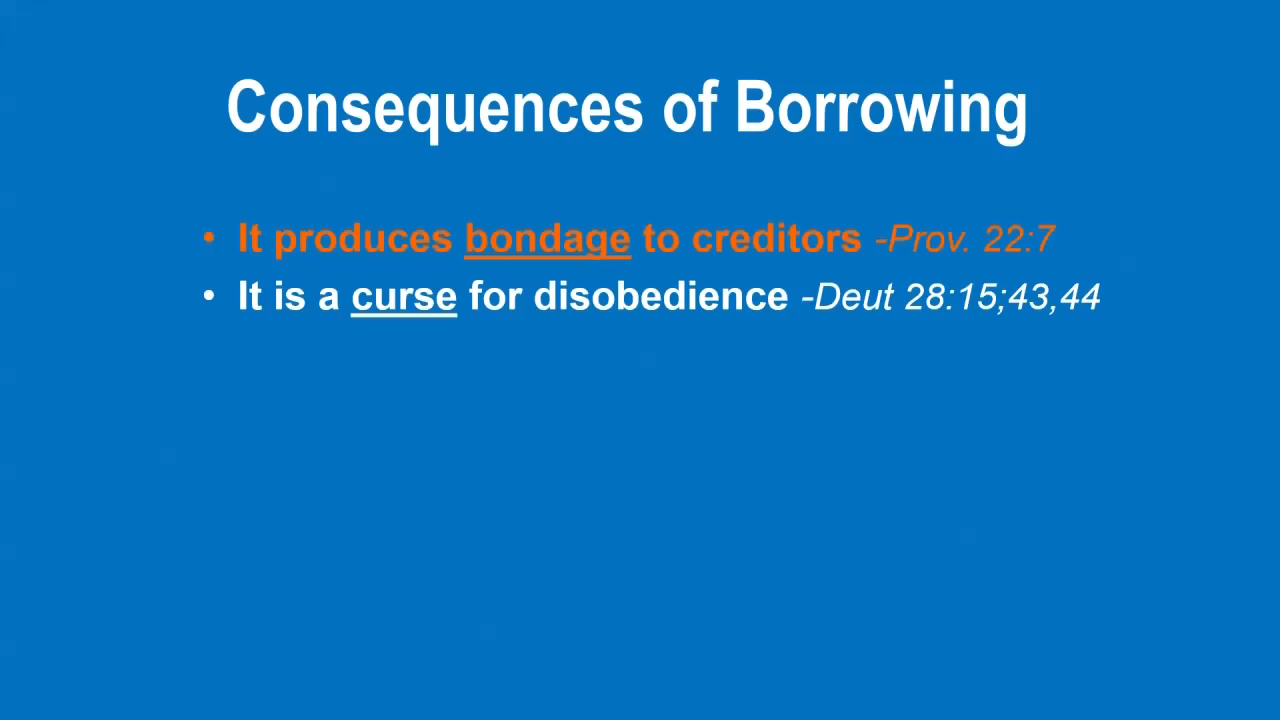 Consequences of Borrowing
• It produces bondage to creditors -Prov. 22:7
• It is a curse for disobedience -Deut 28:15;43,44